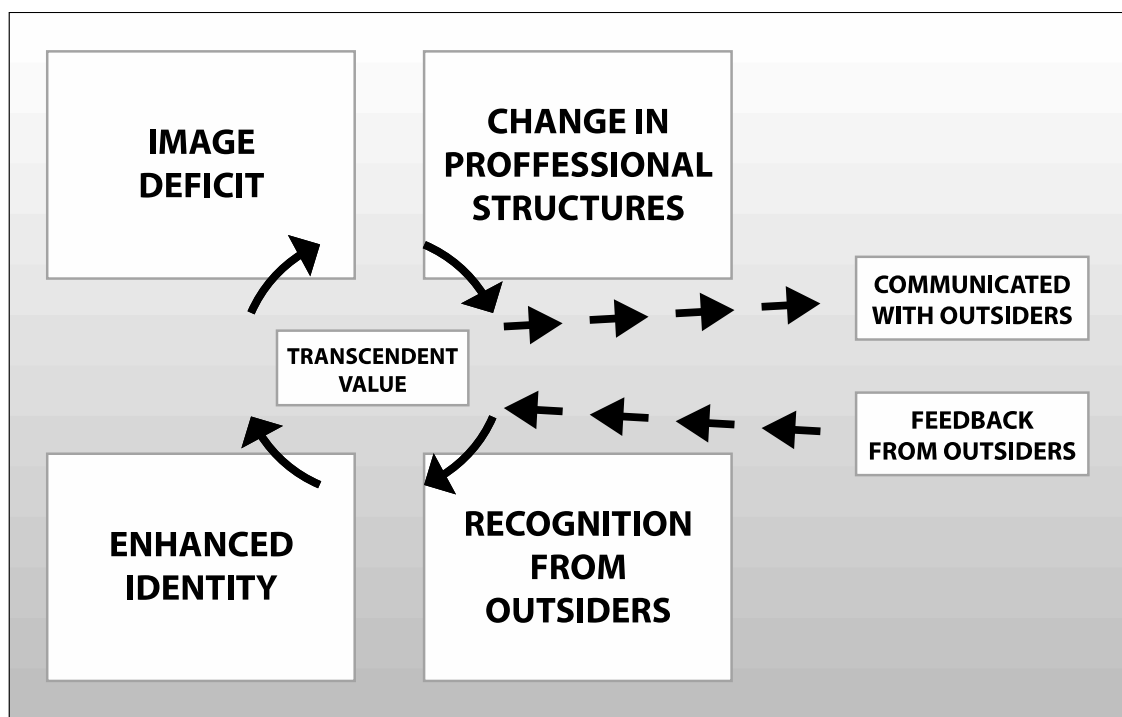 IMAGE
DEFICIT
CHANGE IN
PROFFESSIONAL
STRUCTURES
COMMUNICATED
WITH OUTSIDERS
TRANSCENDENT
VALUE
FEEDBACK
FROM OUTSIDERS
ENHANCED
IDENTITY
RECOGNITION
FROM
OUTSIDERS